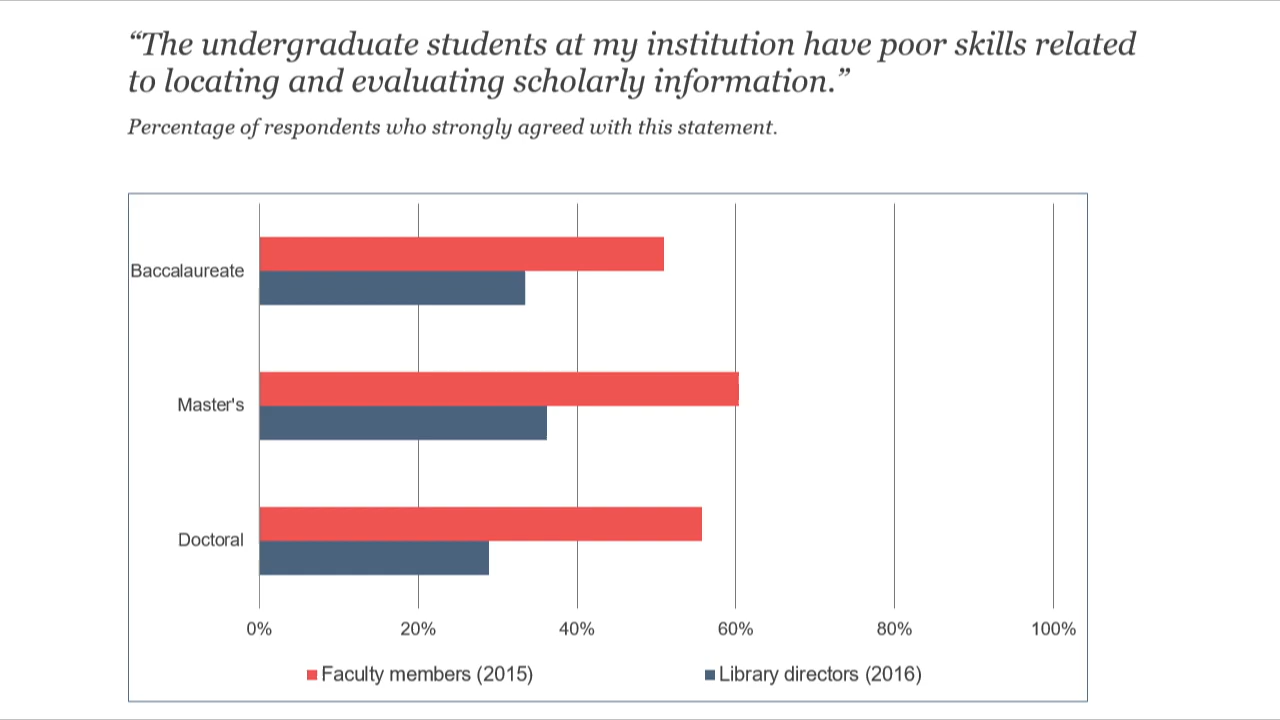 “The undergraduate students at my institution have poor skills related
to locating and evaluating scholarly information.”
Percentage of respondents who strongly agreed with this statement.
Baccalaureate
Master's
Doctoral
0% 20% 40% 60% 80% 100%
Faculty members (2015) Library directors (2016)